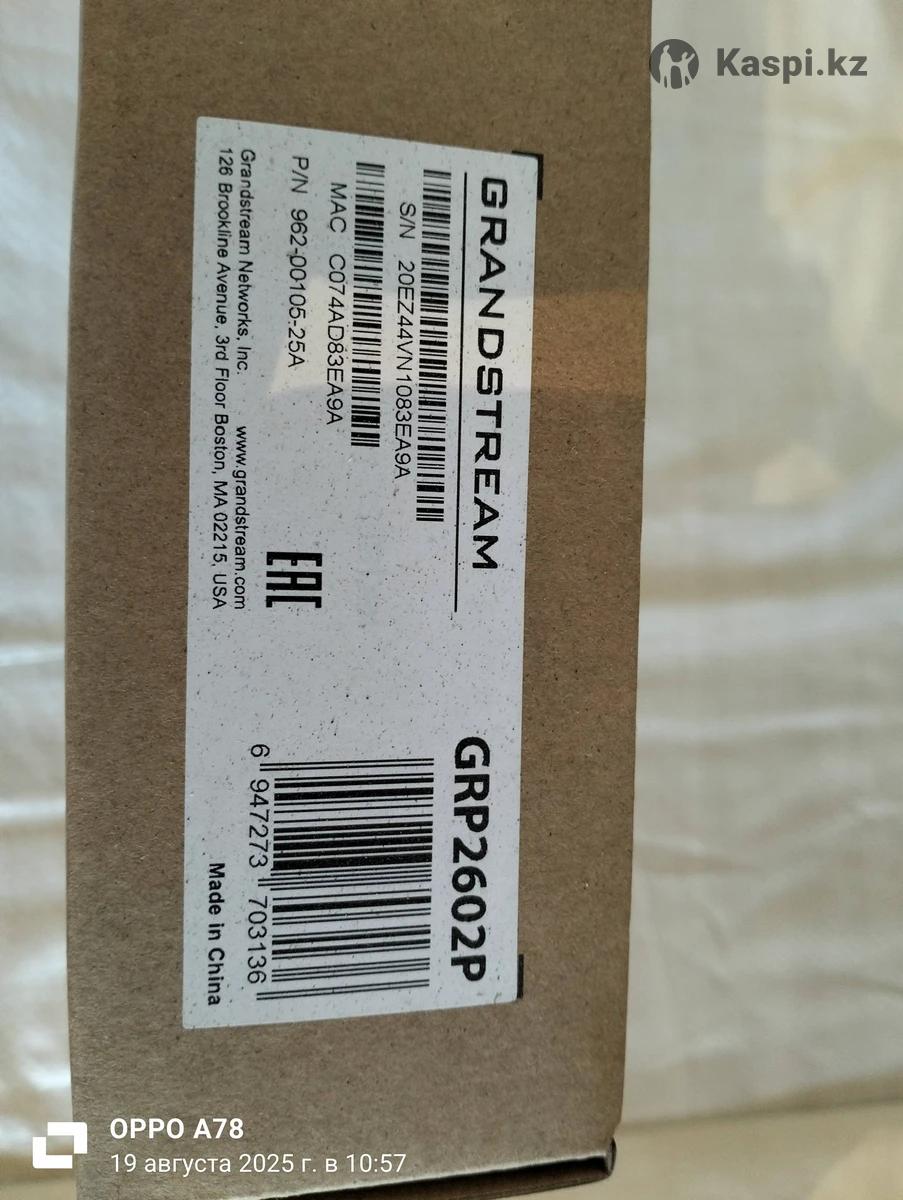 Kaspi.kz
GRANDSTREAM
GRP2602P
S/N 20EZ44VN1083EA9A
MAC C074AD83EA9A
P/N 962-00105-25A
EAC
Grandstream Networks, Inc. www.grandstream.com
126 Brookline Avenue, 3rd Floor Boston, MA 02215, USA
6 947273 703136
Made in China
OPPO A78
19 августа 2025 г. в 10:57